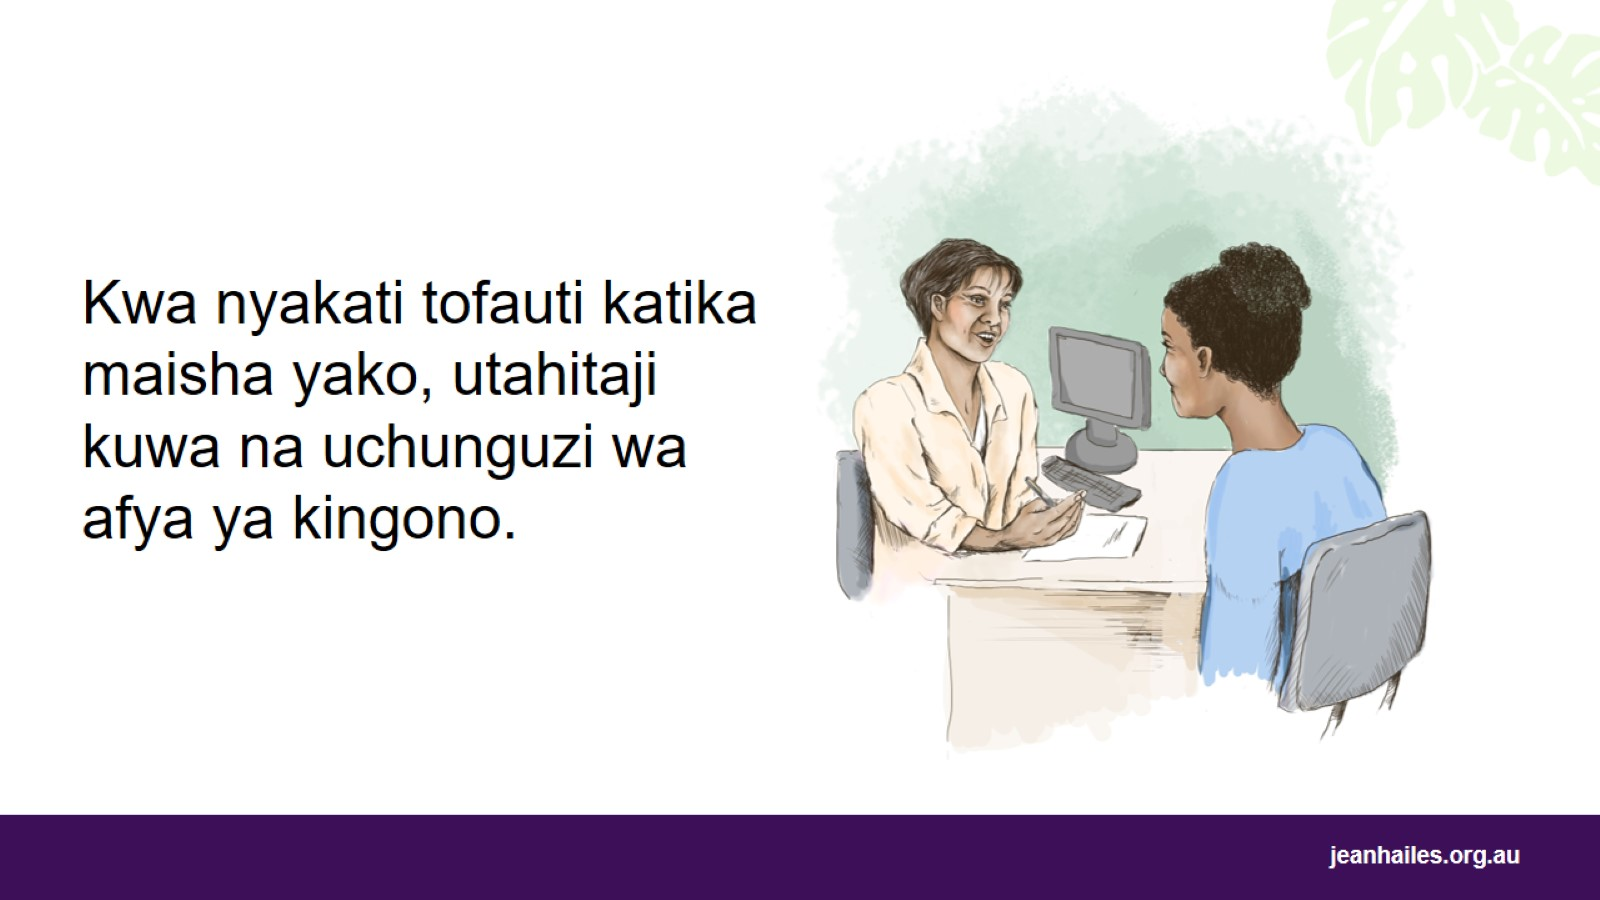 Kwa nyakati tofauti katika
maisha yako, utahitaji
kuwa na uchunguzi wa
afya ya kingono.
jeanhailes.org.au